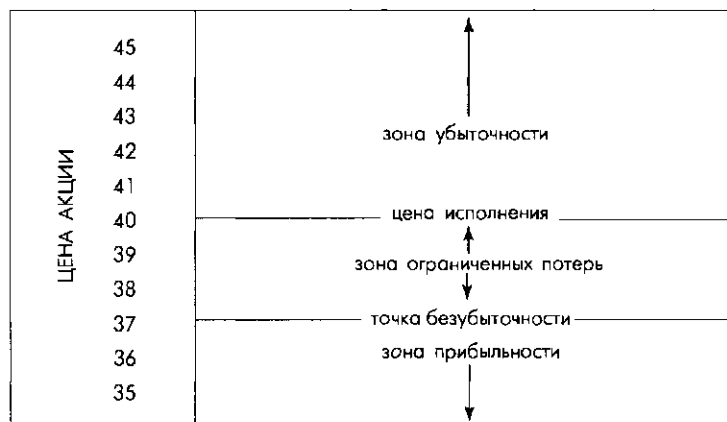 45
44
43
зона убыточности
42
41
40
цена исполнения
39
зона ограниченных потерь
38
37
точка безубыточности
36
зона прибыльности
35
ЦЕНА АКЦИИ